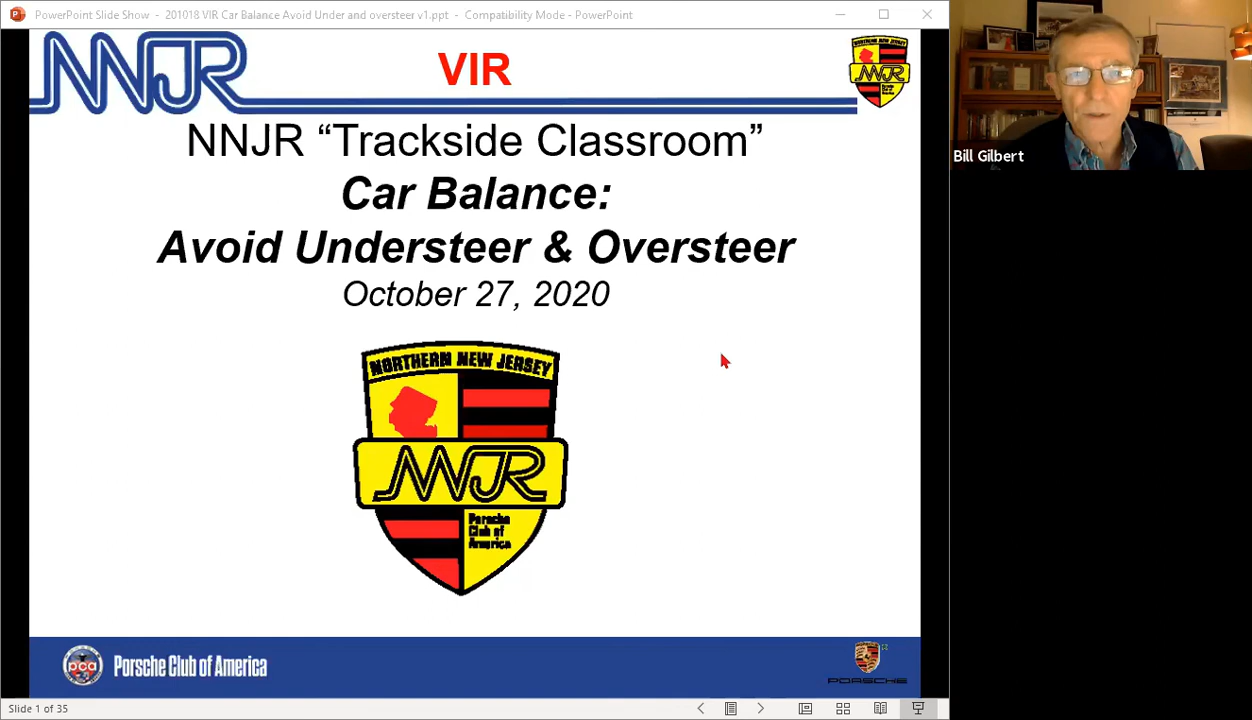 PowerPoint Slide Show - 201018 VIR Car Balance Avoid Under and oversteer v1.ppt - Compatibility Mode - PowerPoint
NNJR
VIR
NNJR
NNJR “Trackside Classroom”
Car Balance:
Avoid Understeer & Oversteer
October 27, 2020
NORTHERN NEW JERSEY
NNJR
Porsche
Club of
America
pca
Porsche Club of America
PORSCHE
Slide 1 of 35
Bill Gilbert